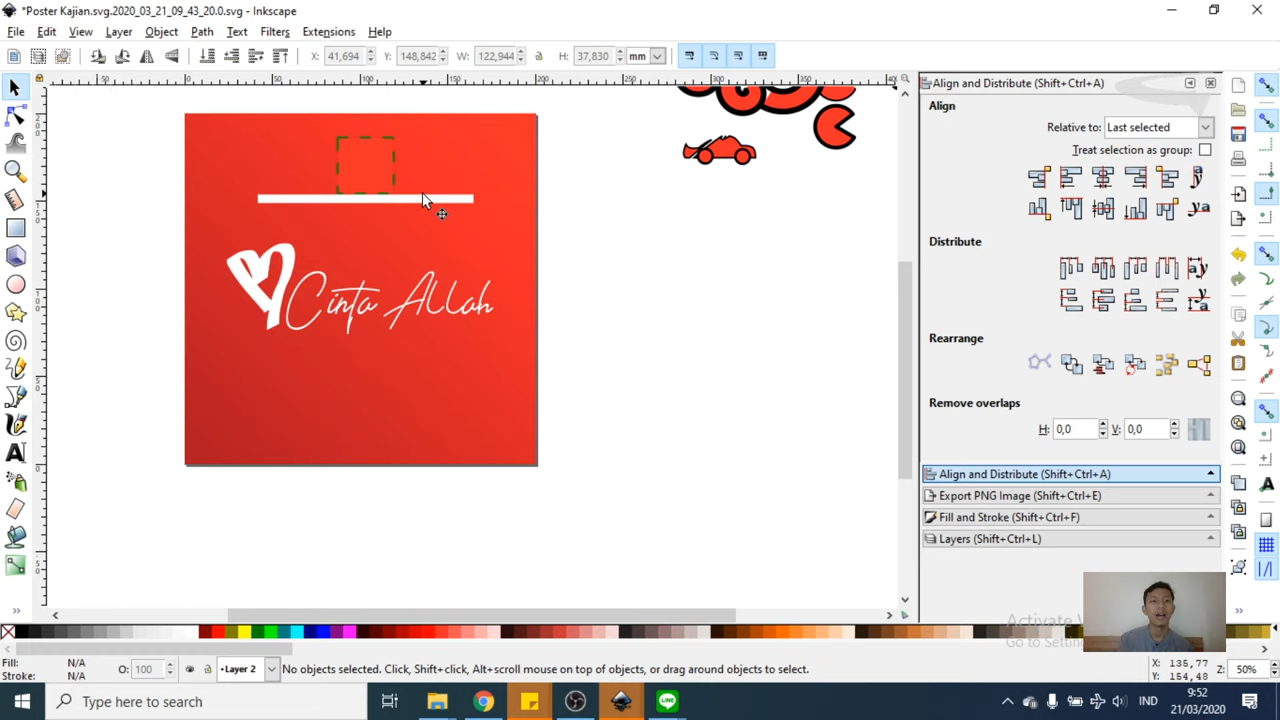 *Poster Kajian.svg.2020_03_21_09_43_20.0.svg - Inkscape
File Edit View Layer Object Path Text Filters Extensions Help
X: 41,694 Y: 148,842 W: 122,944 H: 37,830 mm
Align and Distribute (Shift+Ctrl+A)
Align
Relative to: Last selected
Treat selection as group:
Distribute
Rearrange
Remove overlaps
H: 0,0 V: 0,0
Cinta Allah
Align and Distribute (Shift+Ctrl+A)
Export PNG Image (Shift+Ctrl+E)
Fill and Stroke (Shift+Ctrl+F)
Layers (Shift+Ctrl+L)
Fill: N/A
Stroke: N/A
O: 100
Layer 2
No objects selected. Click, Shift+click, Alt+scroll mouse on top of objects, or drag around objects to select.
X: 135,77
Y: 154,48
Z: 50%
Type here to search
IND
9:52
21/03/2020